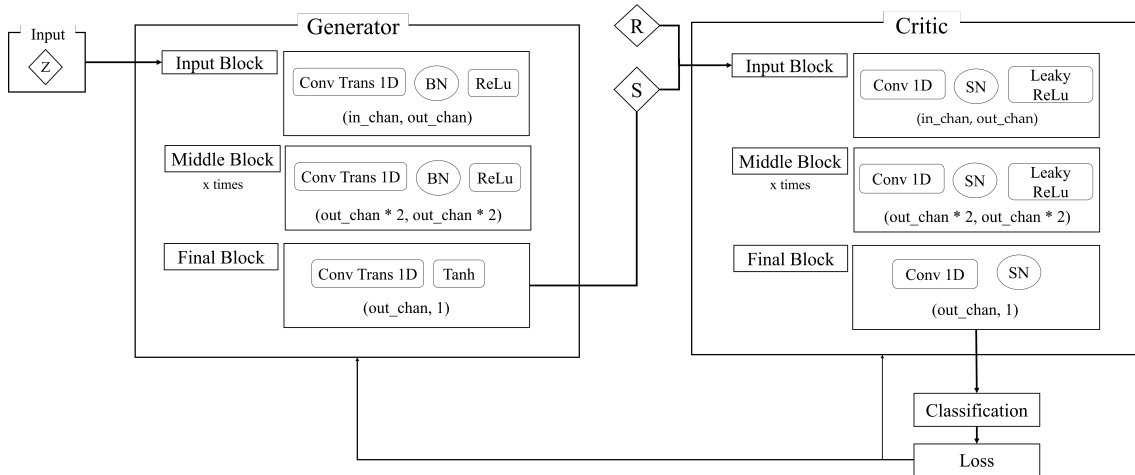 Input
Z
Generator
Input Block
Conv Trans 1D
BN
ReLu
(in_chan, out_chan)
Middle Block
x times
Conv Trans 1D
BN
ReLu
(out_chan * 2, out_chan * 2)
Final Block
Conv Trans 1D
Tanh
(out_chan, 1)
R
S
Critic
Input Block
Conv 1D
SN
Leaky
ReLu
(in_chan, out_chan)
Middle Block
x times
Conv 1D
SN
Leaky
ReLu
(out_chan * 2, out_chan * 2)
Final Block
Conv 1D
SN
(out_chan, 1)
Classification
Loss